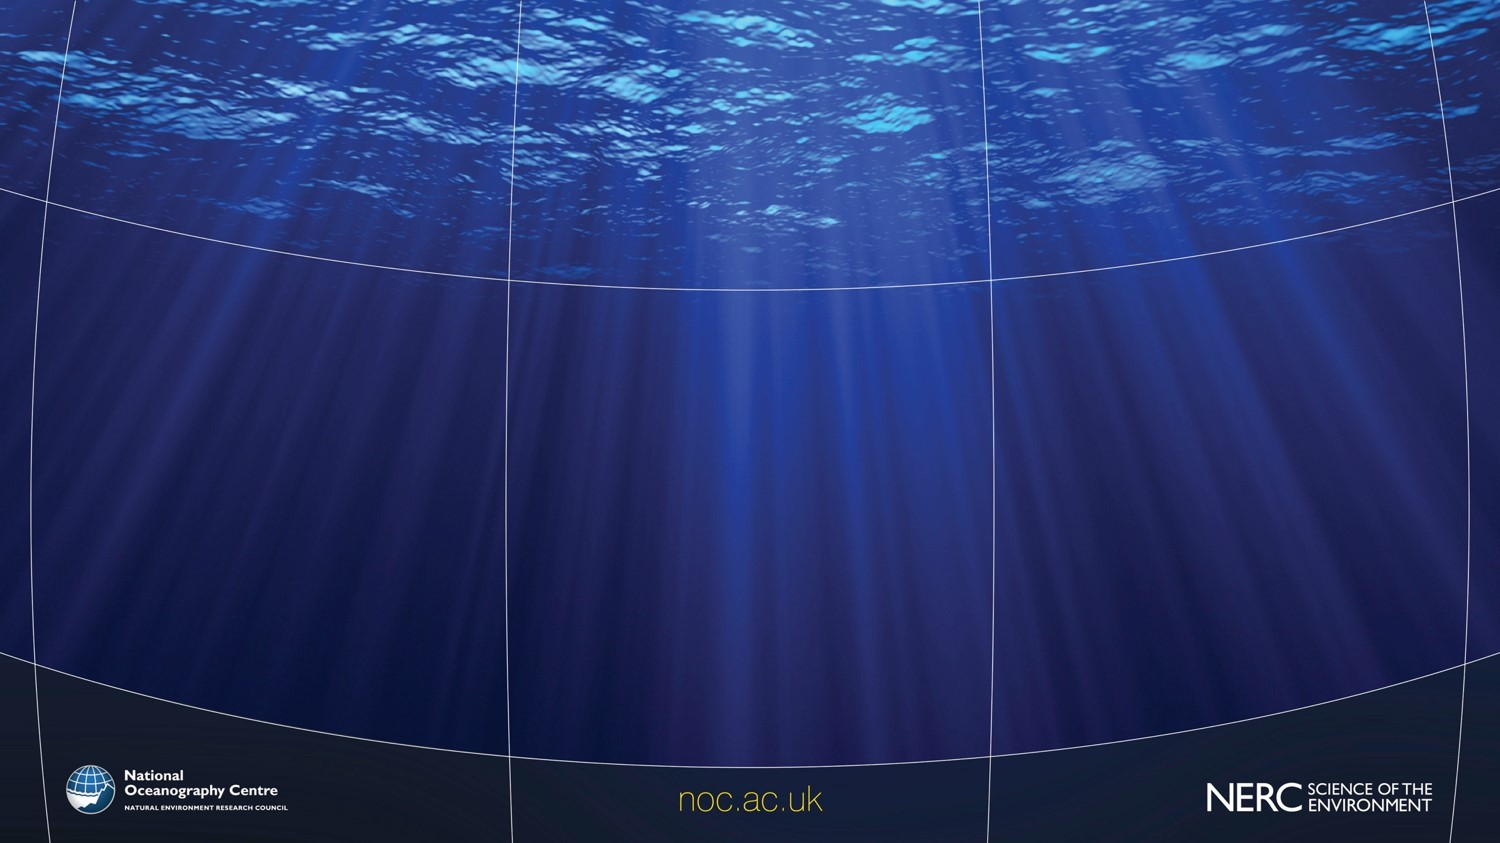 National
Oceanography Centre
NATURAL ENVIRONMENT RESEARCH COUNCIL
noc.ac.uk
NERC SCIENCE OF THE
ENVIRONMENT